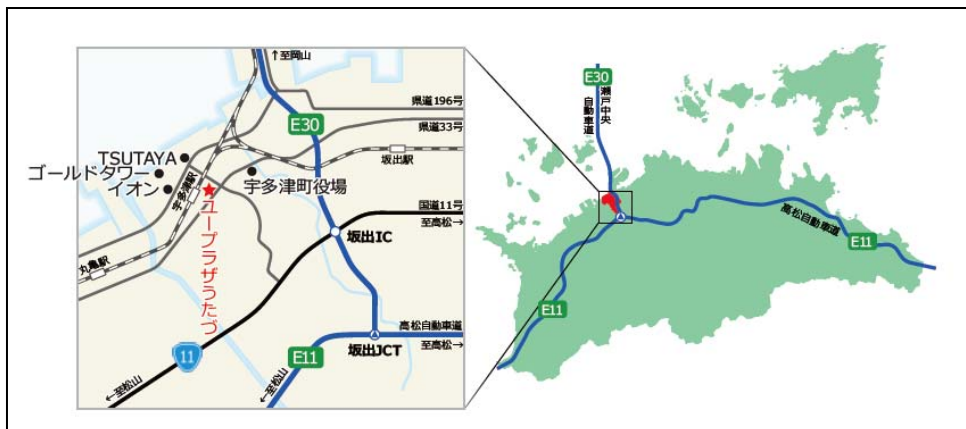 ↑至岡山
県道196号
E30
県道33号
TSUTAYA
坂出駅
ゴールドタワー
宇多津駅
イオン
宇多津町役場
★ユープラザうたづ
国道11号
至高松→
坂出IC
丸亀駅
高松自動車道
至高松→
坂出JCT
E11
11
←至松山
←至松山
E30
瀬戸中央
自動車道
高松自動車道
E11
E11